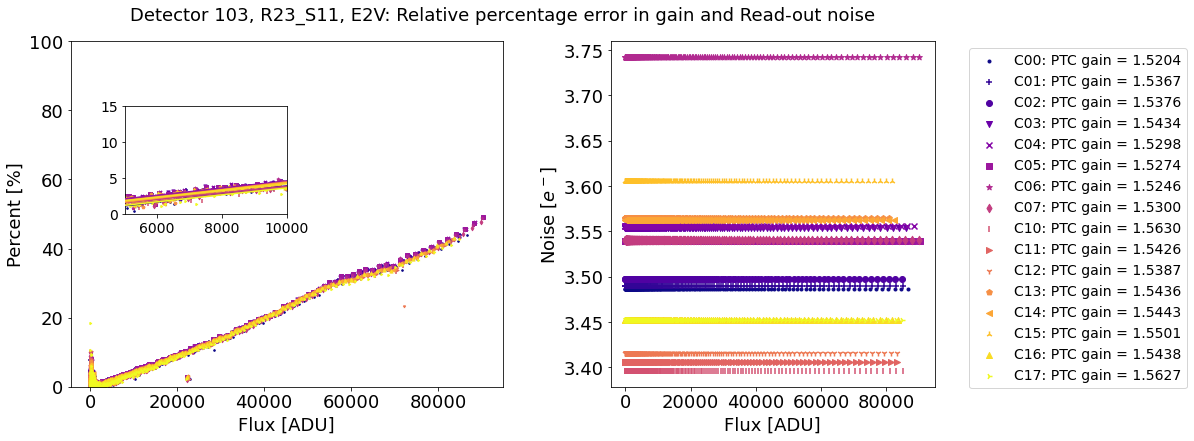 Detector 103, R23_S11, E2V: Relative percentage error in gain and Read-out noise
Percent [%]
100
80
60
40
20
0
15
10
5
0
6000 8000 10000
0 20000 40000 60000 80000
Flux [ADU]
Noise [e⁻]
3.75
3.70
3.65
3.60
3.55
3.50
3.45
3.40
0 20000 40000 60000 80000
Flux [ADU]
C00: PTC gain = 1.5204
C01: PTC gain = 1.5367
C02: PTC gain = 1.5376
C03: PTC gain = 1.5434
C04: PTC gain = 1.5298
C05: PTC gain = 1.5274
C06: PTC gain = 1.5246
C07: PTC gain = 1.5300
C10: PTC gain = 1.5630
C11: PTC gain = 1.5426
C12: PTC gain = 1.5387
C13: PTC gain = 1.5436
C14: PTC gain = 1.5443
C15: PTC gain = 1.5501
C16: PTC gain = 1.5438
C17: PTC gain = 1.5627